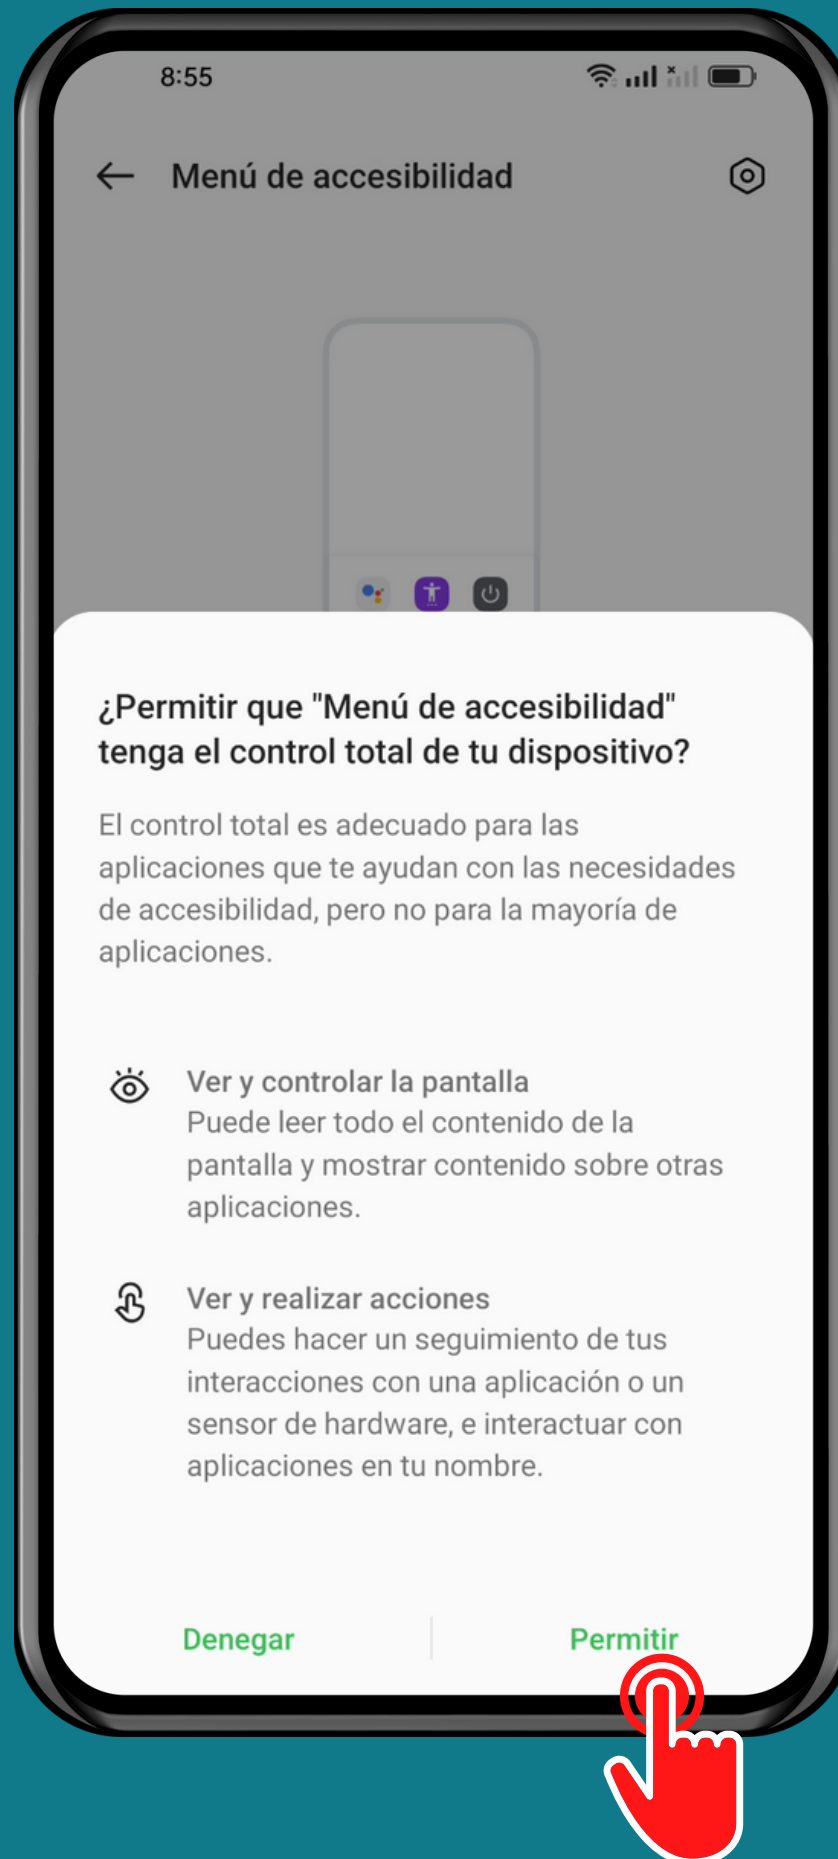 8:55
Menú de accesibilidad
¿Permitir que "Menú de accesibilidad"
tenga el control total de tu dispositivo?
El control total es adecuado para las
aplicaciones que te ayudan con las necesidades
de accesibilidad, pero no para la mayoría de
aplicaciones.
Ver y controlar la pantalla
Puede leer todo el contenido de la
pantalla y mostrar contenido sobre otras
aplicaciones.
Ver y realizar acciones
Puedes hacer un seguimiento de tus
interacciones con una aplicación o un
sensor de hardware, e interactuar con
aplicaciones en tu nombre.
Denegar
Permitir